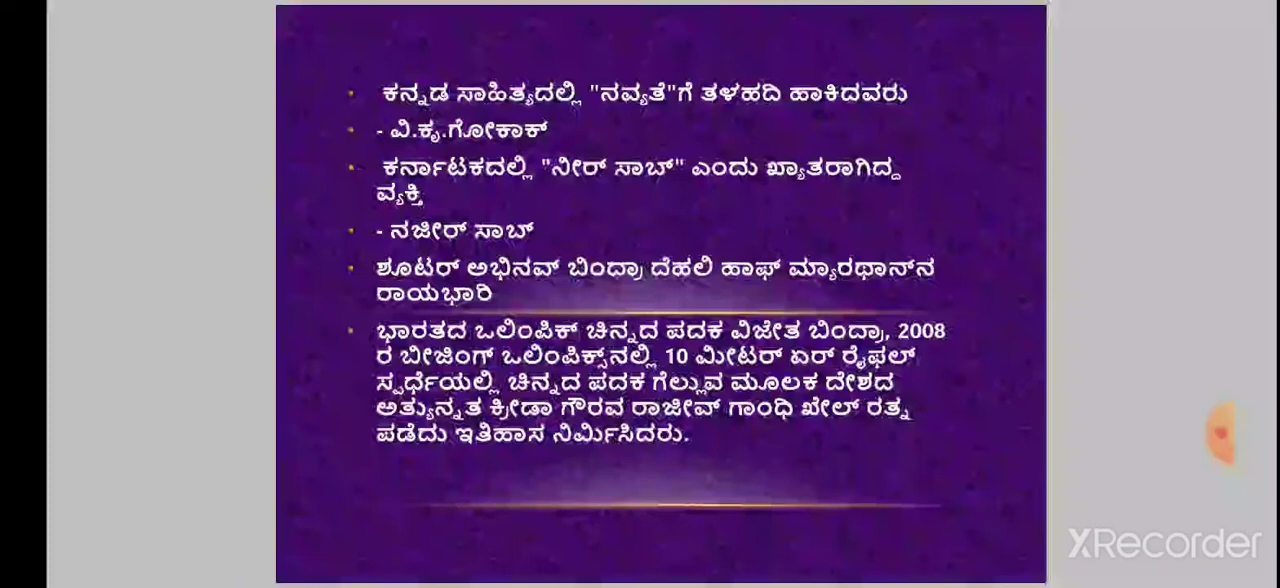 ಕನ್ನಡ ಸಾಹಿತ್ಯದಲ್ಲಿ "ನವ್ಯತೆ"ಗೆ ತಳಹದಿ ಹಾಕಿದವರು
- ವಿ.ಕೃ.ಗೋಕಾಕ್
ಕರ್ನಾಟಕದಲ್ಲಿ "ನೀರ್ ಸಾಬ್" ಎಂದು ಖ್ಯಾತರಾಗಿದ್ದ
ವ್ಯಕ್ತಿ
- ನಜೀರ್ ಸಾಬ್
ಶೂಟರ್ ಅಭಿನವ್ ಬಿಂದ್ರಾ ದೆಹಲಿ ಹಾಫ್ ಮ್ಯಾರಥಾನ್‌ನ
ರಾಯಭಾರಿ
ಭಾರತದ ಒಲಿಂಪಿಕ್ ಚಿನ್ನದ ಪದಕ ವಿಜೇತ ಬಿಂದ್ರಾ, 2008
ರ ಬೀಜಿಂಗ್ ಒಲಿಂಪಿಕ್ಸ್‌ನಲ್ಲಿ 10 ಮೀಟರ್ ಏರ್ ರೈಫಲ್
ಸ್ಪರ್ಧೆಯಲ್ಲಿ ಚಿನ್ನದ ಪದಕ ಗೆಲ್ಲುವ ಮೂಲಕ ದೇಶದ
ಅತ್ಯುನ್ನತ ಕ್ರೀಡಾ ಗೌರವ ರಾಜೀವ್ ಗಾಂಧಿ ಖೇಲ್ ರತ್ನ
ಪಡೆದು ಇತಿಹಾಸ ನಿರ್ಮಿಸಿದರು.
XRecorder